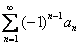 ∑_{n=1}^{∞} (-1)^{n-1} a_n